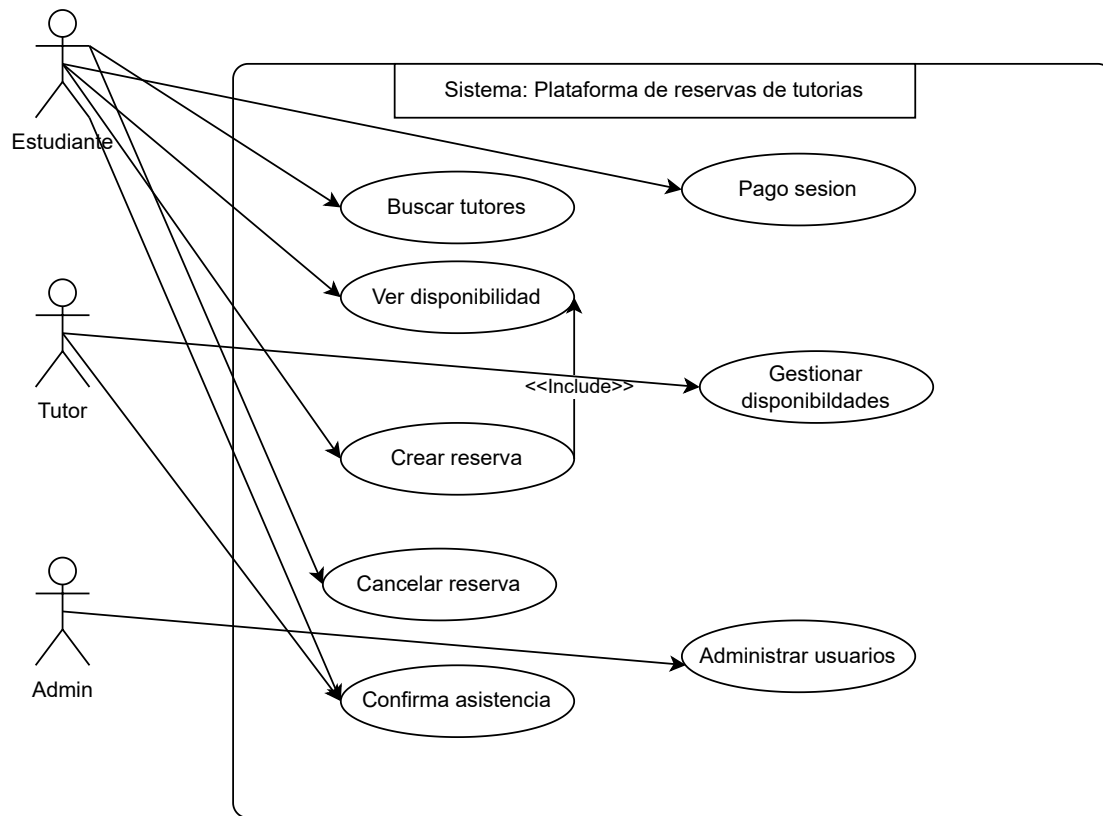 Sistema: Plataforma de reservas de tutorias
Estudiante
Pago sesion
Buscar tutores
Ver disponibilidad
<<Include>>
Gestionar
disponibildades
Tutor
Crear reserva
Cancelar reserva
Administrar usuarios
Admin
Confirma asistencia